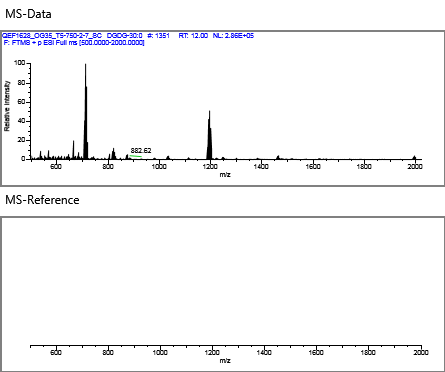 MS-Data
QEF1628_OG35_T5-750-2-7_BC DGDG-30:0 #: 1351 RT: 12.00 NL: 2.86E+05
F: FTMS + p ESI Full ms [500.0000-2000.0000]
100
80
60
40
20
0
Relative Intensity
882.62
600 800 1000 1200 1400 1600 1800 2000
m/z
MS-Reference
600 800 1000 1200 1400 1600 1800 2000
m/z